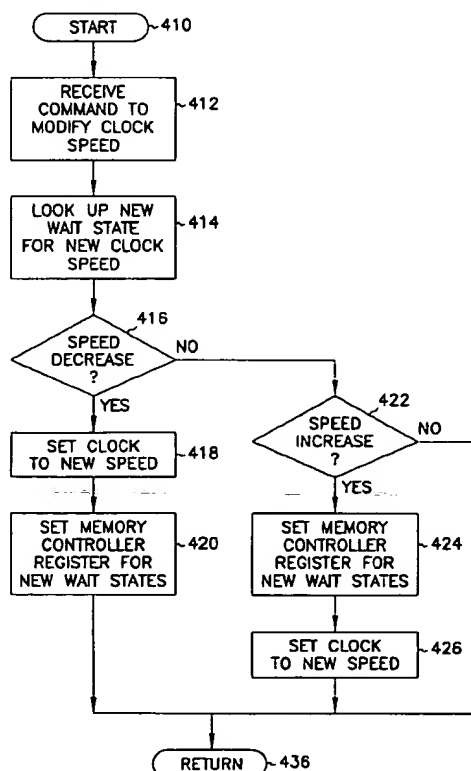 START
410
RECEIVE
COMMAND TO
MODIFY CLOCK
SPEED
412
LOOK UP NEW
WAIT STATE
FOR NEW CLOCK
SPEED
414
416
SPEED
DECREASE
?
NO
YES
422
SPEED
INCREASE
?
NO
YES
SET CLOCK
TO NEW SPEED
418
SET MEMORY
CONTROLLER
REGISTER FOR
NEW WAIT STATES
420
SET MEMORY
CONTROLLER
REGISTER FOR
NEW WAIT STATES
424
SET CLOCK
TO NEW SPEED
426
RETURN
436